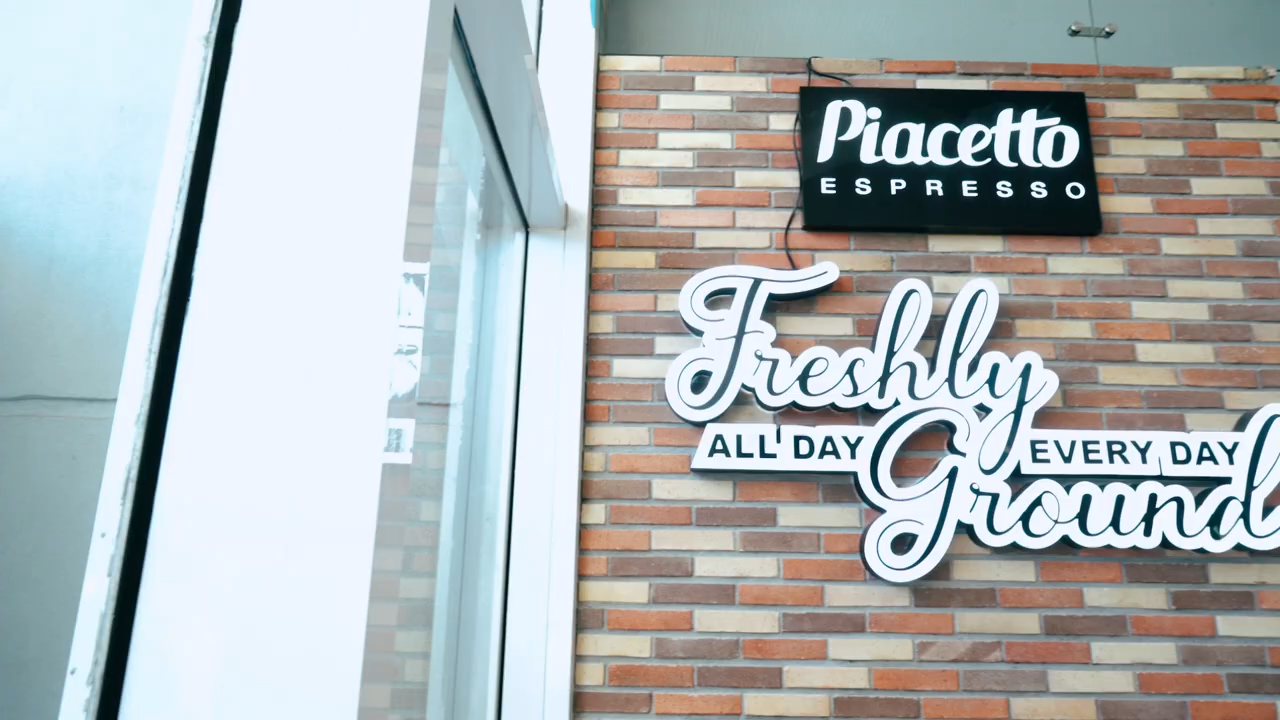 Piacetto
ESPRESSO
Freshly
ALL DAY EVERY DAY
Ground